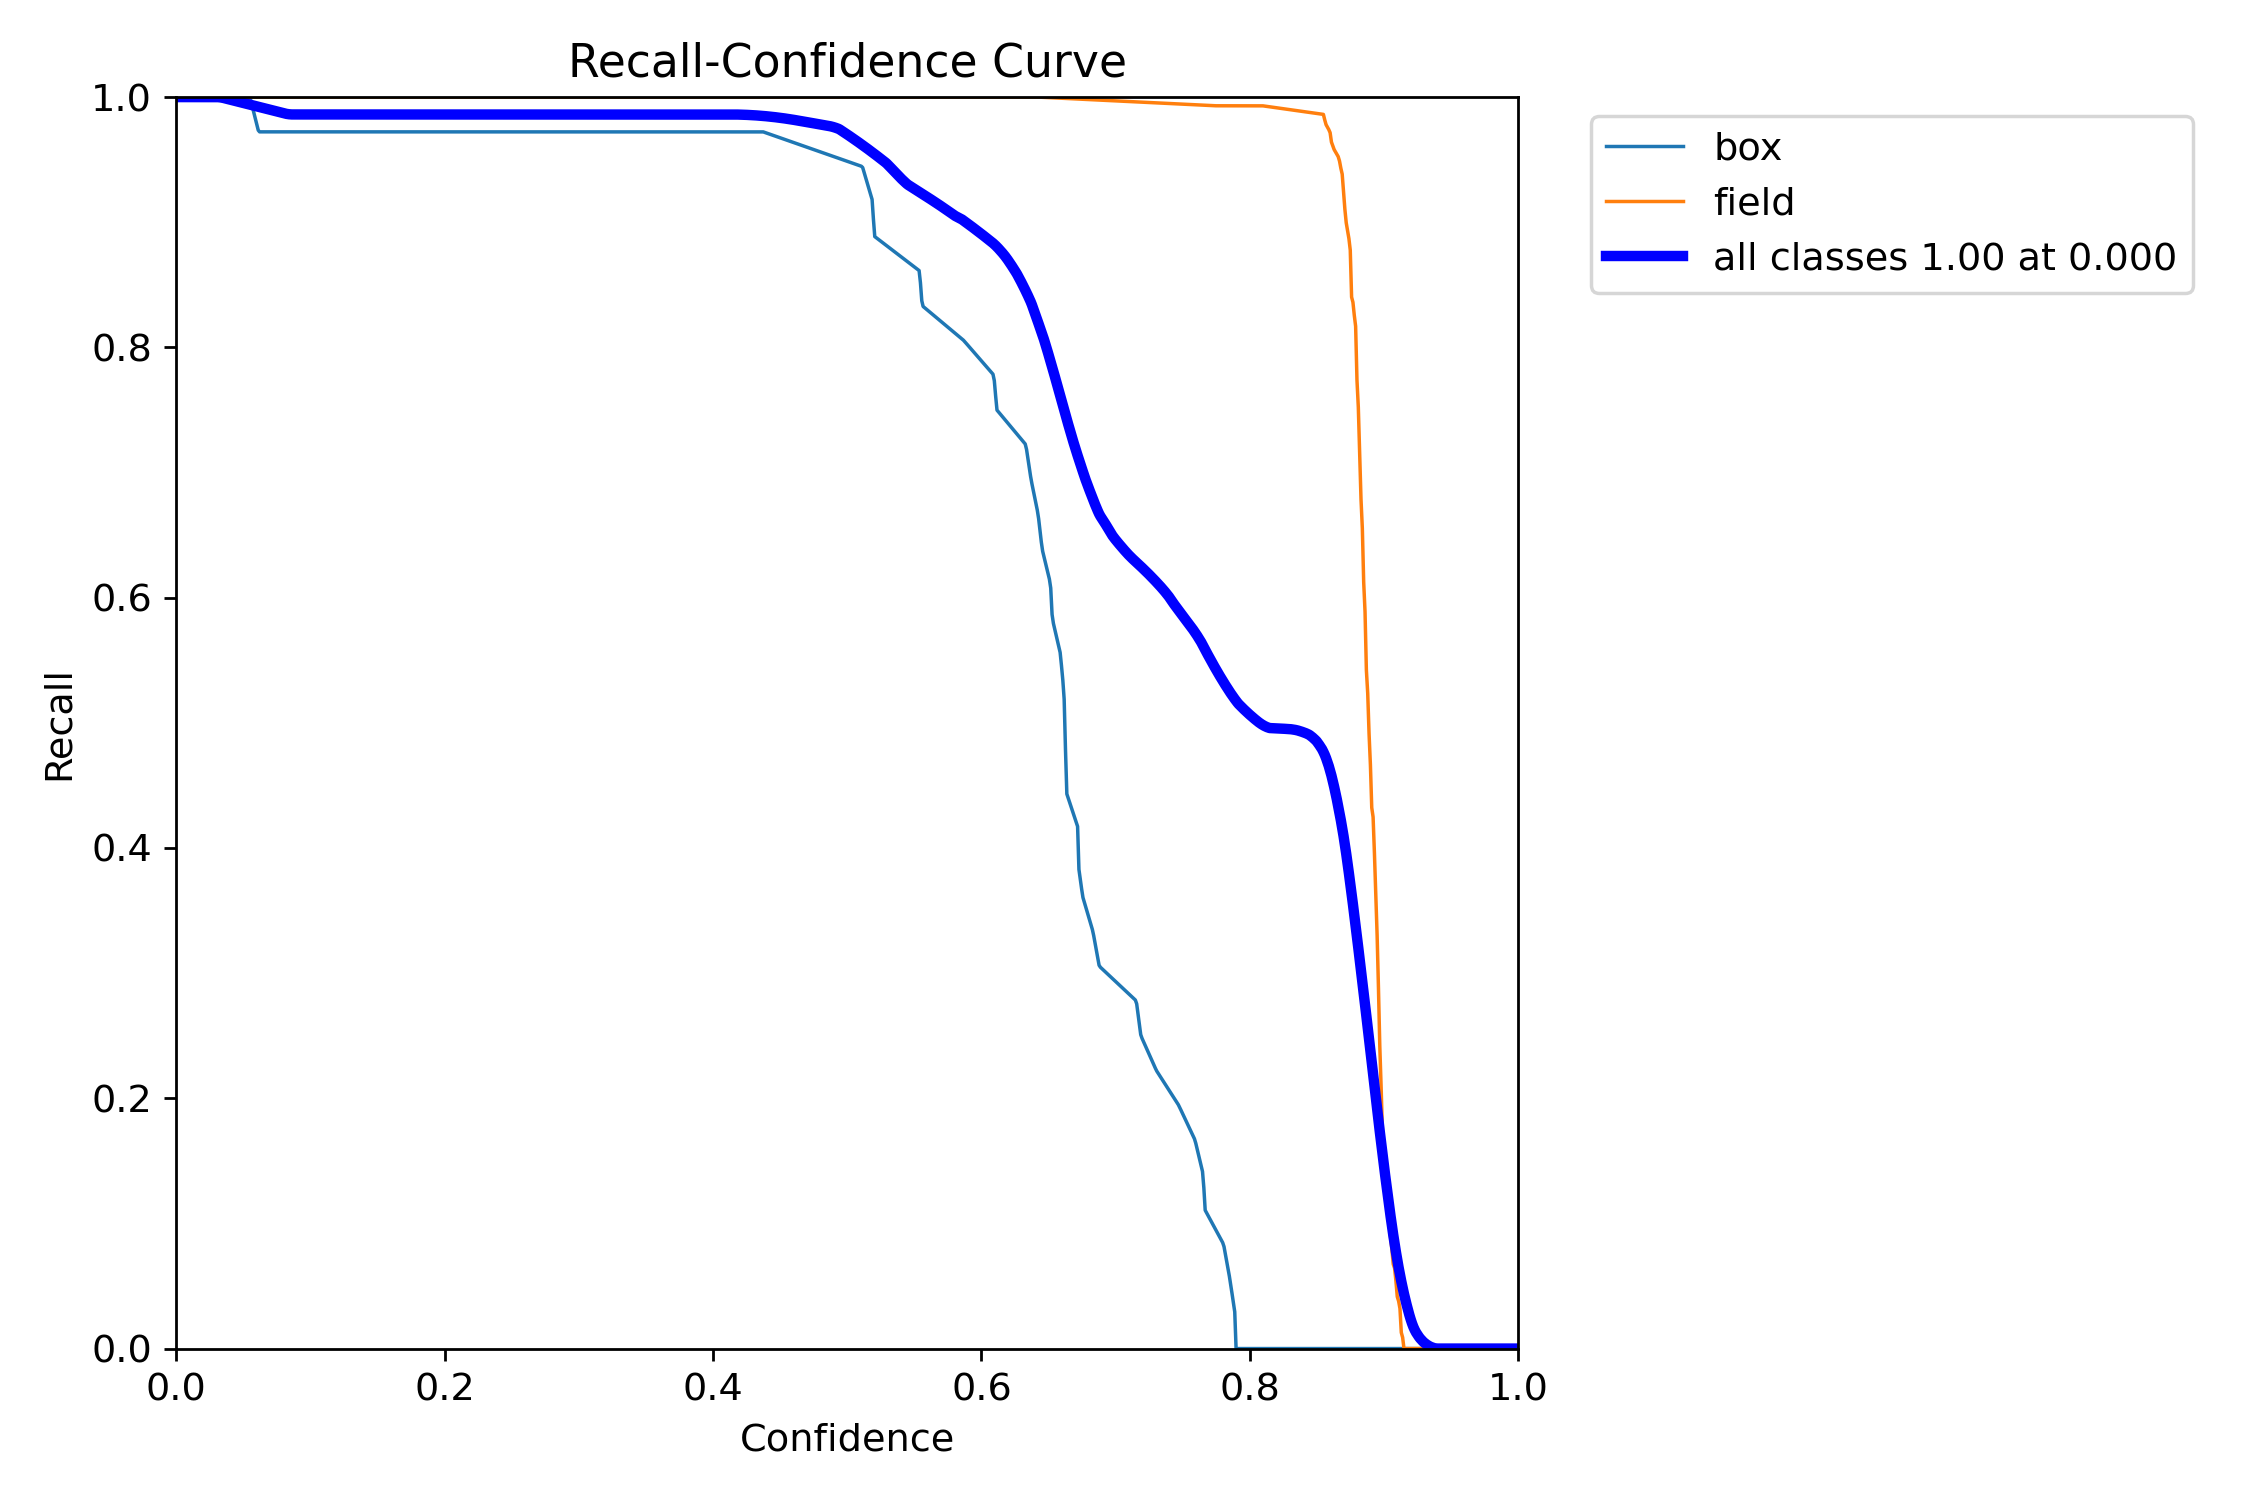 Recall-Confidence Curve
1.0
0.8
0.6
0.4
0.2
0.0
Recall
0.0 0.2 0.4 0.6 0.8 1.0
Confidence
box
field
all classes 1.00 at 0.000